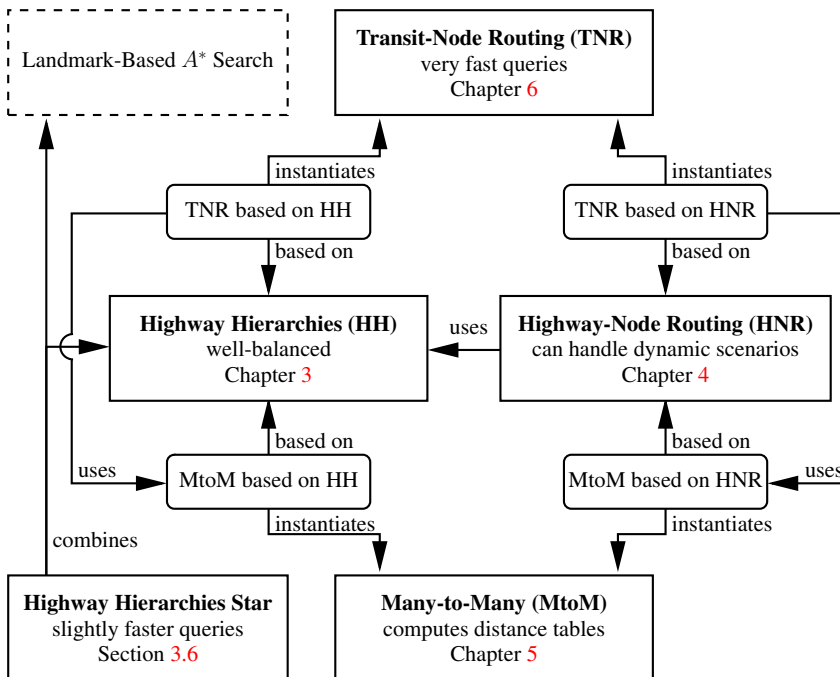 Landmark-Based A* Search
Transit-Node Routing (TNR)
very fast queries
Chapter 6
instantiates
instantiates
TNR based on HH
TNR based on HNR
based on
based on
Highway Hierarchies (HH)
well-balanced
Chapter 3
uses
Highway-Node Routing (HNR)
can handle dynamic scenarios
Chapter 4
based on
based on
uses
MtoM based on HH
MtoM based on HNR
uses
instantiates
instantiates
combines
Highway Hierarchies Star
slightly faster queries
Section 3.6
Many-to-Many (MtoM)
computes distance tables
Chapter 5